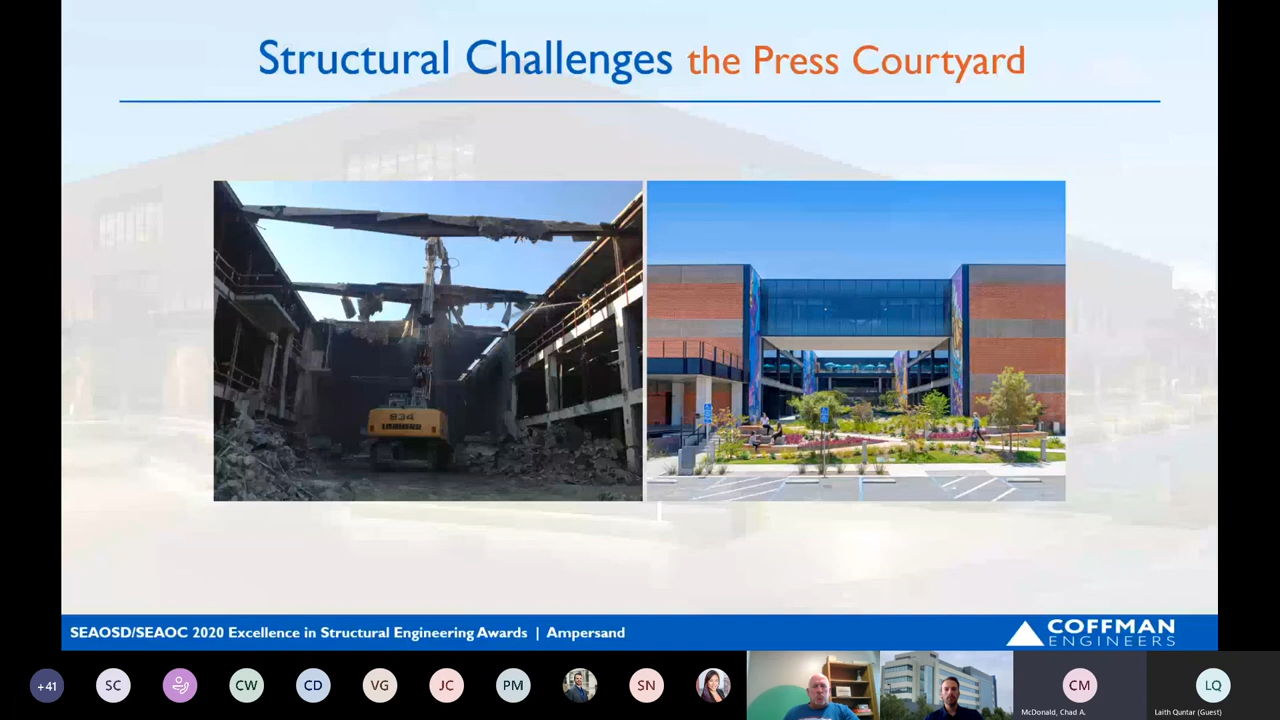 Structural Challenges the Press Courtyard
934
LIEBHERR
SEAOSD/SEAOC 2020 Excellence in Structural Engineering Awards | Ampersand
COFFMAN
ENGINEERS
+41
SC
CW
CD
VG
JC
PM
SN
CM
McDonald, Chad A.
LQ
Laith Quntar (Guest)